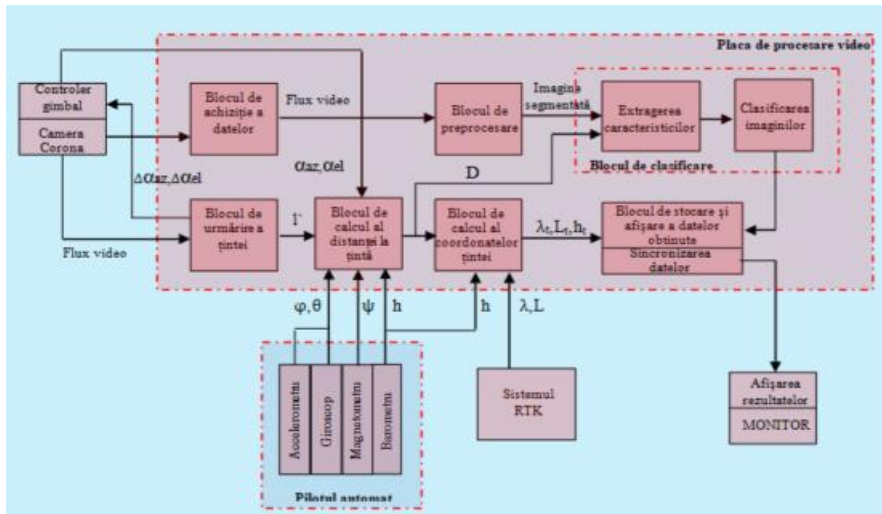 Placa de procesare video
Controler
gimbal
Camera
Corona
Blocul de
achiziție a
datelor
Flux video
Blocul de
preprocesare
Imagine
segmentată
Extragerea
caracteristicilor
Clasificarea
imaginilor
Blocul de clasificare
αaz, αel
Δαaz,Δαel
D
Blocul de
urmărire a
țintei
Flux video
Blocul de
calcul al
distanței la
țintă
Blocul de
calcul al
coordonatelor
țintei
λt,Lt,ht
Blocul de stocare și
afișare a datelor
obținute
Sincronizarea
datelor
φ,θ
ψ
h
h
λ,L
Accelerometru
Giroscop
Magnetometru
Barometru
Pilotul automat
Sistemul
RTK
Afișarea
rezultatelor
MONITOR